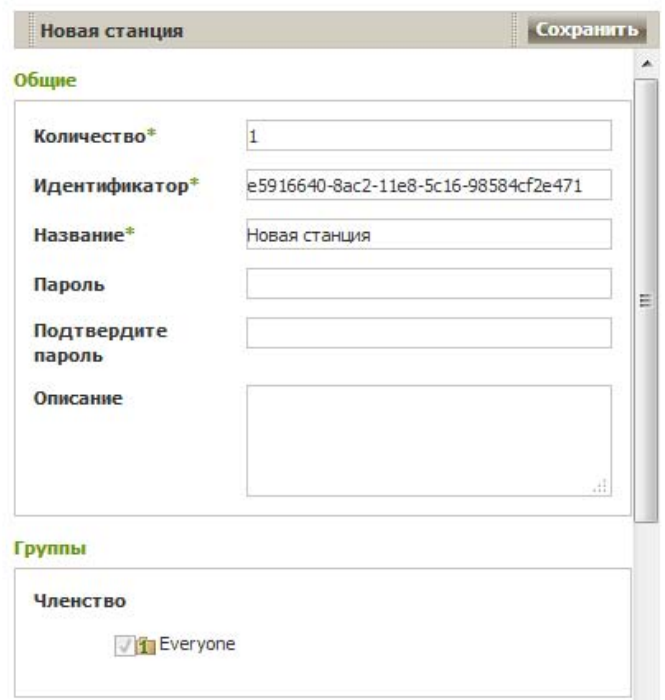 Новая станция Сохранить
Общие
Количество* 1
Идентификатор* e5916640-8ac2-11e8-5c16-98584cf2e471
Название* Новая станция
Пароль
Подтвердите
пароль
Описание
Группы
Членство
1 Everyone